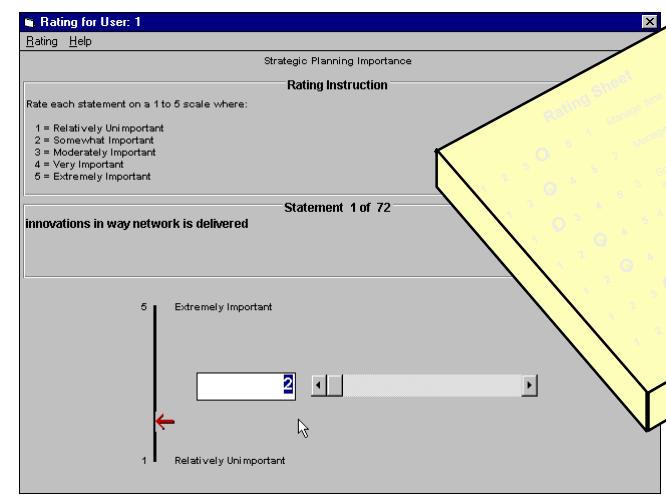 Rating for User: 1
Rating Help
Strategic Planning Importance
Rating Instruction
Rate each statement on a 1 to 5 scale where:
1 = Relatively Unimportant
2 = Somewhat Important
3 = Moderately Important
4 = Very Important
5 = Extremely Important
Statement 1 of 72
innovations in way network is delivered
5 Extremely Important
2
1 Relatively Unimportant
Rating Sheet